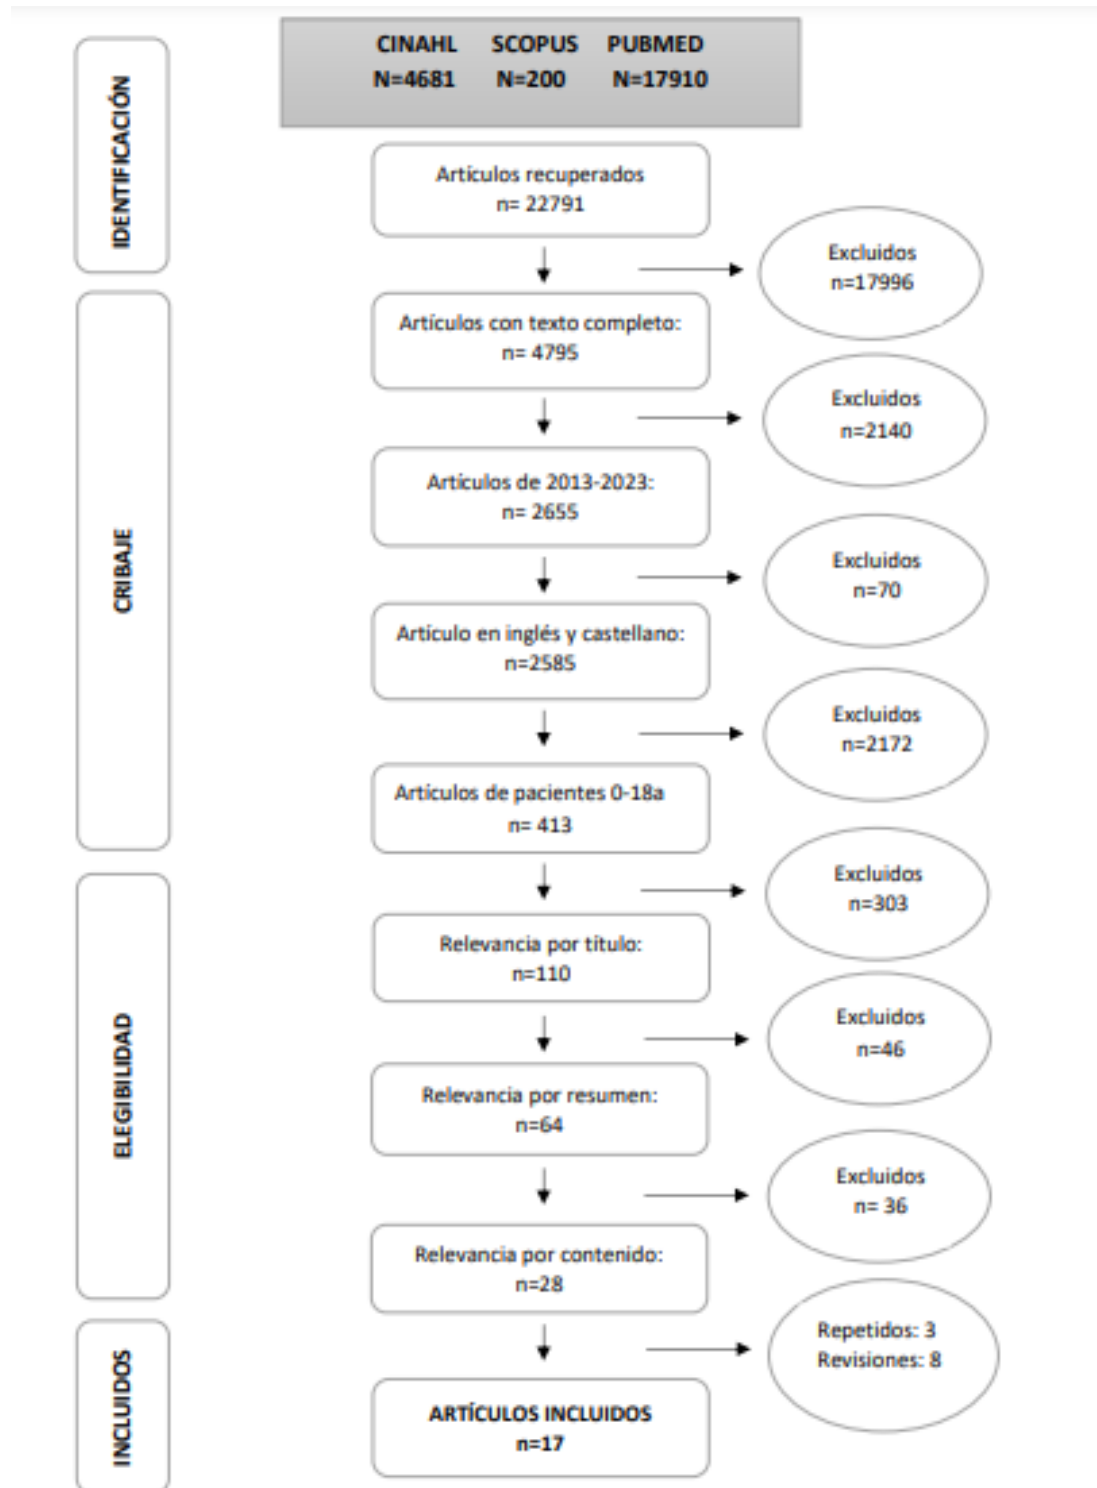 CINAHL SCOPUS PUBMED
N=4681 N=200 N=17910
IDENTIFICACIÓN
Artículos recuperados
n= 22791
Excluidos
n=17996
CRIBAJE
Artículos con texto completo:
n= 4795
Excluidos
n=2140
Artículos de 2013-2023:
n= 2655
Excluidos
n=70
Artículo en inglés y castellano:
n=2585
Excluidos
n=2172
Artículos de pacientes 0-18a
n= 413
Excluidos
n=303
ELEGIBILIDAD
Relevancia por título:
n=110
Excluidos
n=46
Relevancia por resumen:
n=64
Excluidos
n= 36
Relevancia por contenido:
n=28
Repetidos: 3
Revisiones: 8
INCLUIDOS
ARTÍCULOS INCLUIDOS
n=17